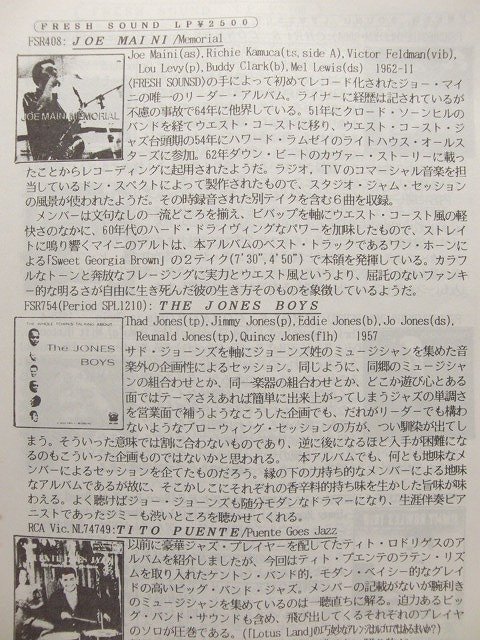 FRESH SOUND LP¥2500
FSR408: JOE MAINI/Memorial
Joe Maini(as),Richie Kamuca(ts,side A),Victor Feldman(vib),
Lou Levy(p),Buddy Clark(b),Mel Lewis(ds) 1962-11
JOE MAINI MEMORIAL
〈FRESH SOUNSD〉の手によって初めてレコード化されたジョー・マイ
ニの唯一のリーダー・アルバム。ライナーに経歴は記されているが
不慮の事故で64年に他界している。51年にクロード・ソーンヒルの
バンドを経てウエスト・コーストに移り、ウエスト・コースト・ジ
ャズ台頭期の54年にハワード・ラムゼイのライトハウス・オールス
ターズに参加。62年ダウン・ビートのカヴァー・ストーリーに載っ
たことからレコーディングに起用されたようだ。ラジオ、TVのコマーシャル音楽を担
当しているドン・スペクトによって製作されたもので、スタジオ・ジャム・セッション
の風景が使われたようだ。その時録音された別テイクを含む6曲を収録。
メンバーは文句なしの一流どころを揃え、ビバップを軸にウエスト・コースト風の軽
快さのなかに、60年代のハード・ドライヴィングなパワーを加味したもので、ストレイ
トに鳴り響くマイニのアルトは、本アルバムのベスト・トラックであるワン・ホーンに
よる「Sweet Georgia Brown」の2テイク(7'30",4'50")で本領を発揮している。カラフ
ルなトーンと奔放なフレージングに実力とウエスト風というより、屈託のないファンキ
ー的な明るさが自由に生き死んだ彼の生き方そのものを象徴しているようだ。
FSR754(Period SPL1210): THE JONES BOYS
Thad Jones(tp),Jimmy Jones(p),Eddie Jones(b),Jo Jones(ds),
Reunald Jones(tp),Quincy Jones(flh) 1957
THE WHOLE TOWN'S TALKING ABOUT
The JONES
BOYS
サド・ジョーンズを軸にジョーンズ姓のミュージシャンを集めた音
楽外の企画性によるセッション。同じように、同郷のミュージシャ
ンの組合わせとか、同一楽器の組合わせとか、どこか遊び心とある
面ではテーマさえあれば簡単に出来上がってしまうジャズの単調さ
を営業面で補うようなこうした企画でも、だれがリーダーでも構わ
ないようなブローウィング・セッションの方が、つい馴染が出てし
まう。そういった意味では割に合わないものであり、逆に後になるほど入手が困難にな
るのもこういった企画ものではないかと思われる。 本アルバムでも、何とも地味なメ
ンバーによるセッションを企てたものだろう。縁の下の力持ち的なメンバーによる地味
なアルバムであるが故に、そこかしこにそれぞれの香辛料的持ち味を生かした旨味が味
わえる。よく聴けばジョー・ジョーンズも随分モダンなドラマーになり、生涯伴奏ピア
ニストであったジミーも渋いところを聴かせてくれる。
RCA Vic.NL74749: TITO PUENTE/Puente Goes Jazz
以前に豪華ジャズ・プレイヤーを配してたティト・ロドリゲスのア
ルバムを紹介しましたが、今回はティト・プエンテのラテン・リズ
ムを取り入れたケントン・バンド的、モダン・ベイシー的なグレイ
ドの高いビッグ・バンド・ジャズ。メンバーの記載がないが腕利き
のミュージシャンを集めているのは一聴直ちに解る。迫力あるビッ
グ・バンド・サウンドも含め、飛び出してくるそれぞれのプレイヤ
のソロが圧巻である。(「Lotus Land」の巧妙なアレンジはギルではあるまいか?)